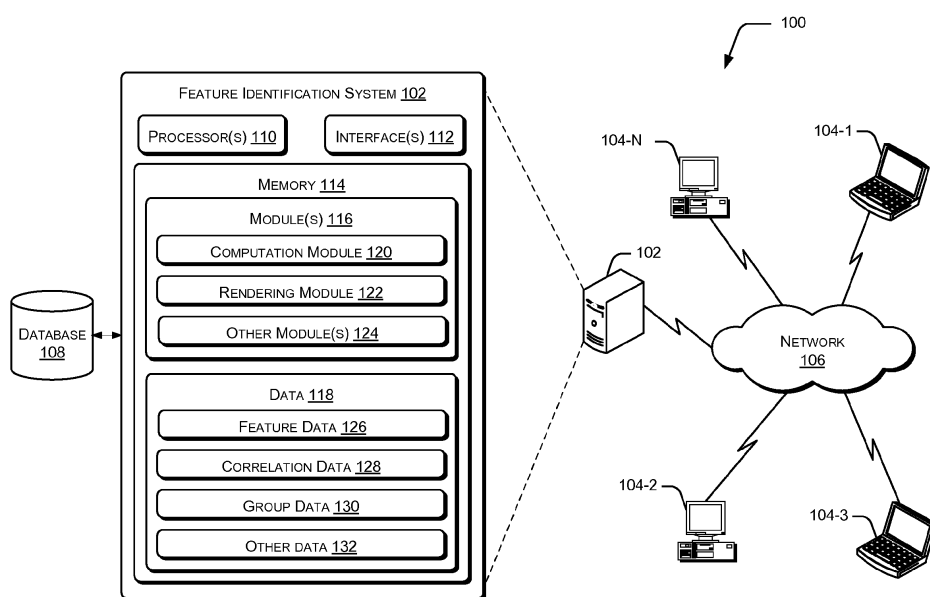 100
FEATURE IDENTIFICATION SYSTEM 102
PROCESSOR(S) 110
INTERFACE(S) 112
MEMORY 114
MODULE(S) 116
COMPUTATION MODULE 120
RENDERING MODULE 122
OTHER MODULE(S) 124
DATABASE
108
DATA 118
FEATURE DATA 126
CORRELATION DATA 128
GROUP DATA 130
OTHER DATA 132
102
104-N
104-1
NETWORK
106
104-2
104-3